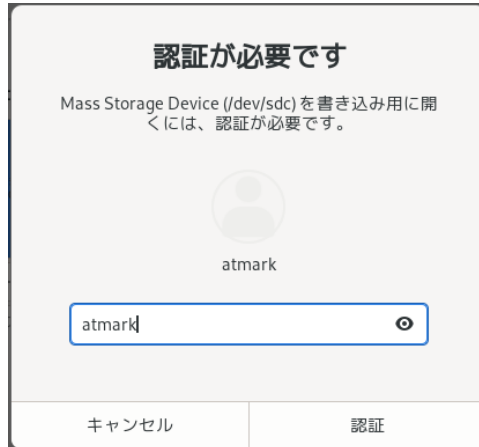 認証が必要です
Mass Storage Device (/dev/sdc) を書き込み用に開
くには、認証が必要です。
atmark
atmark
キャンセル
認証